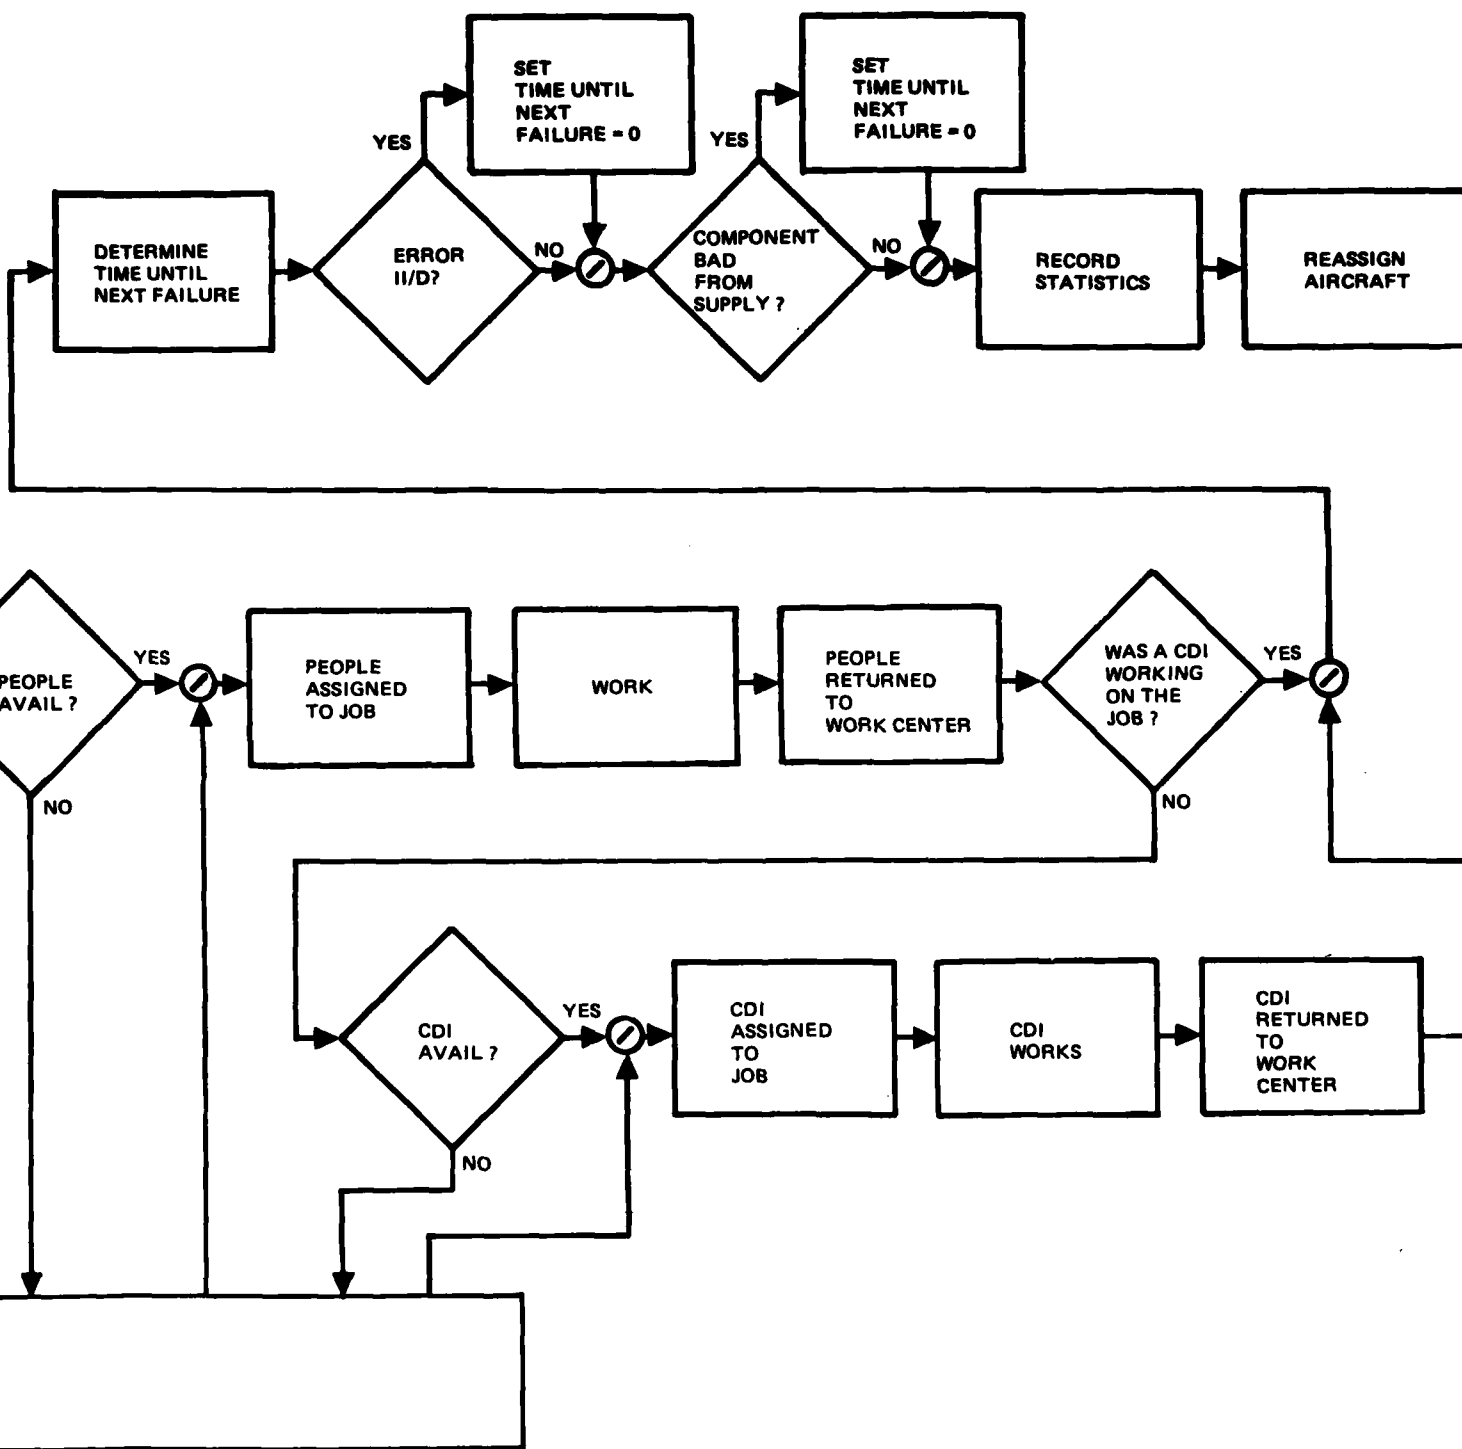 SET
TIME UNTIL
NEXT
FAILURE = 0
SET
TIME UNTIL
NEXT
FAILURE = 0
YES
YES
DETERMINE
TIME UNTIL
NEXT FAILURE
ERROR
II/D?
NO
COMPONENT
BAD
FROM
SUPPLY ?
NO
RECORD
STATISTICS
REASSIGN
AIRCRAFT
PEOPLE
AVAIL ?
YES
NO
PEOPLE
ASSIGNED
TO JOB
WORK
PEOPLE
RETURNED
TO
WORK CENTER
WAS A CDI
WORKING
ON THE
JOB ?
YES
NO
CDI
AVAIL ?
YES
NO
CDI
ASSIGNED
TO
JOB
CDI
WORKS
CDI
RETURNED
TO
WORK
CENTER